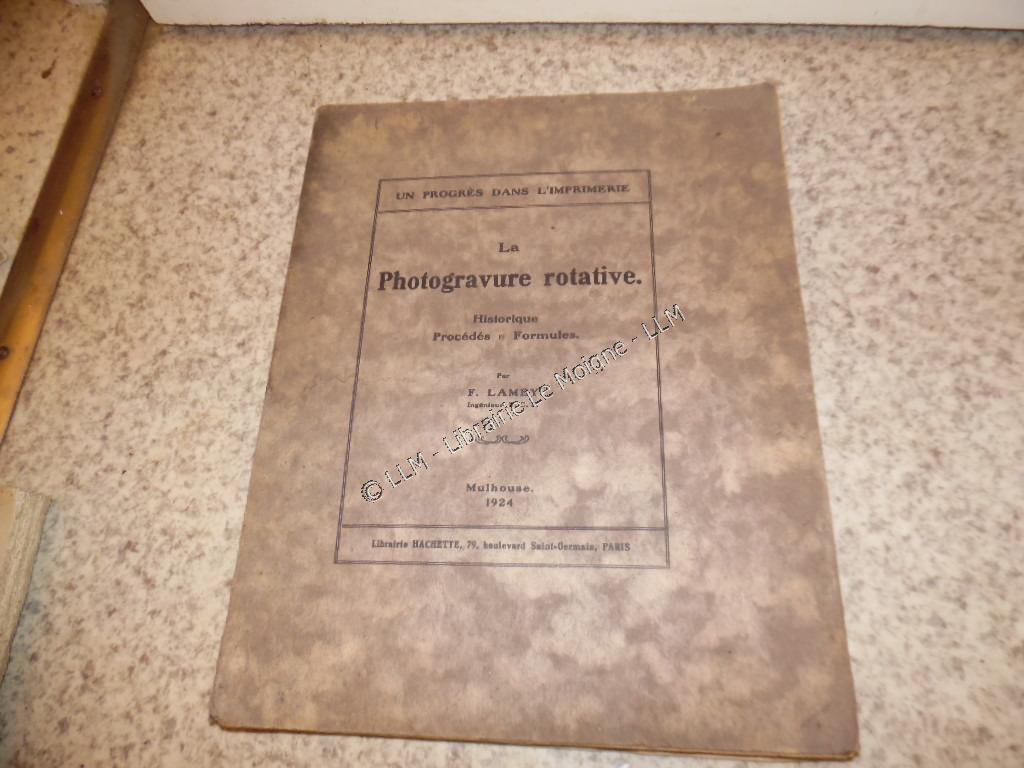 UN PROGRÈS DANS L'IMPRIMERIE
La
Photogravure rotative.
Historique
Procédés et Formules.
Par
F. LAMEY
Mulhouse.
1924
Librairie HACHETTE, 79, boulevard Saint-Germain, PARIS
© LLM - Librairie Le Moigne - LLM